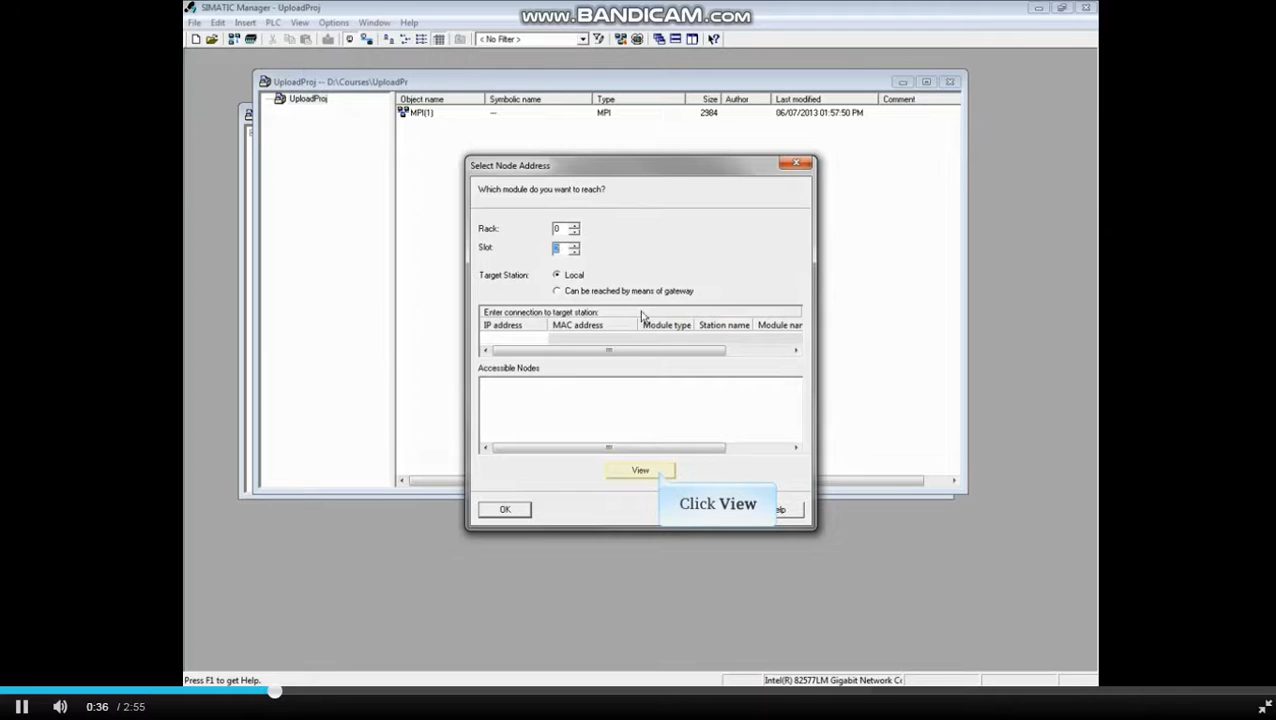 SIMATIC Manager - UploadProj
www.BANDICAM.com
File Edit Insert PLC View Options Window Help
< No Filter >
UploadProj -- D:\Courses\UploadPr
UploadProj
Object name Symbolic name Type Size Author Last modified Comment
MPI(1) --- MPI 2984 06/07/2013 01:57:50 PM
Select Node Address
Which module do you want to reach?
Rack: 0
Slot:
Target Station: Local
Can be reached by means of gateway
Enter connection to target station:
IP address MAC address Module type Station name Module nar
Accessible Nodes
View
Click View
OK
elp
Press F1 to get Help.
Intel(R) 82577LM Gigabit Network Cc
0:36 / 2:55